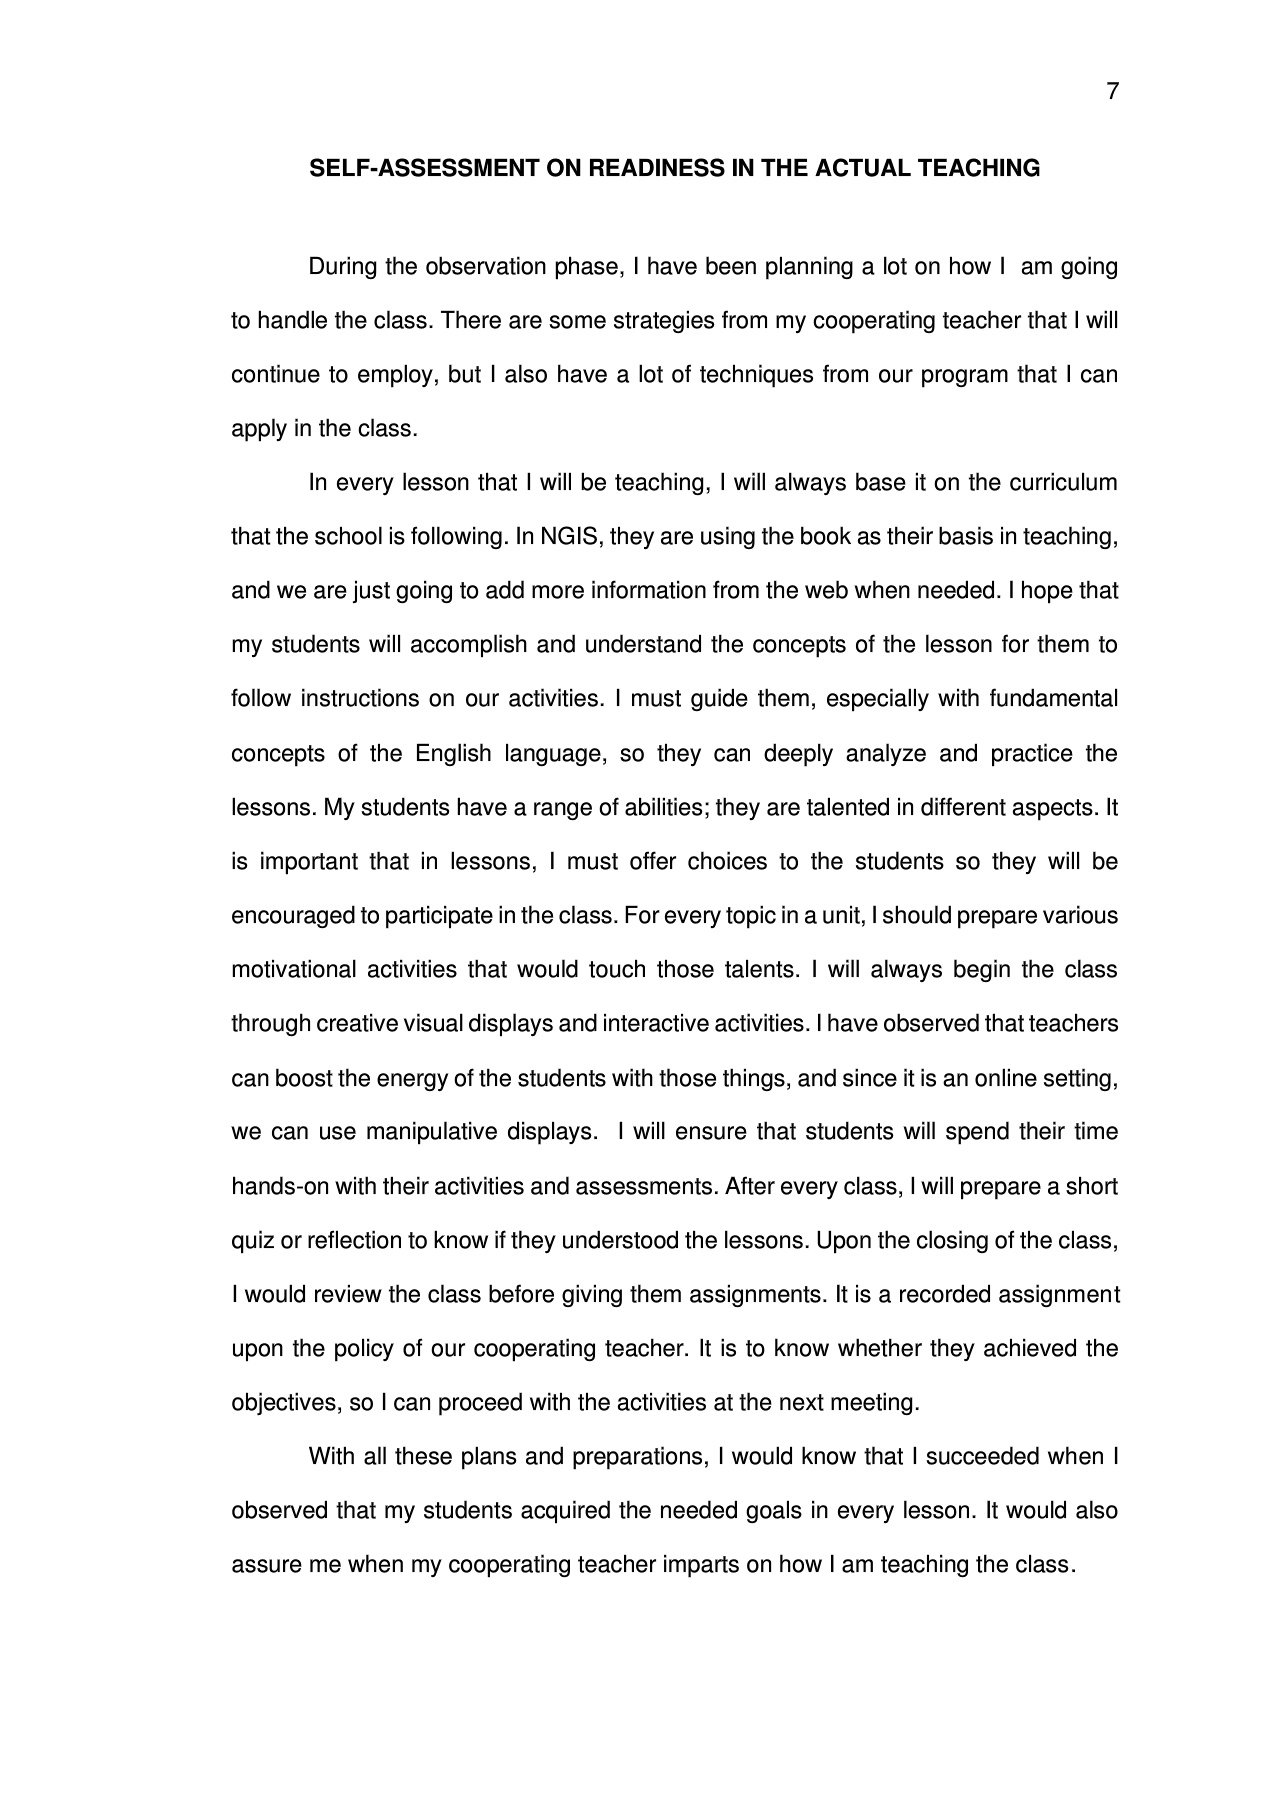 7
SELF-ASSESSMENT ON READINESS IN THE ACTUAL TEACHING
During the observation phase, I have been planning a lot on how I  am going
to handle the class. There are some strategies from my cooperating teacher that I will
continue to employ, but I also have a lot of techniques from our program that I can
apply in the class.
In every lesson that I will be teaching, I will always base it on the curriculum
that the school is following. In NGIS, they are using the book as their basis in teaching,
and we are just going to add more information from the web when needed. I hope that
my students will accomplish and understand the concepts of the lesson for them to
follow instructions on our activities. I must guide them, especially with fundamental
concepts of the English language, so they can deeply analyze and practice the
lessons. My students have a range of abilities; they are talented in different aspects. It
is important that in lessons, I must offer choices to the students so they will be
encouraged to participate in the class. For every topic in a unit, I should prepare various
motivational activities that would touch those talents. I will always begin the class
through creative visual displays and interactive activities. I have observed that teachers
can boost the energy of the students with those things, and since it is an online setting,
we can use manipulative displays.  I will ensure that students will spend their time
hands-on with their activities and assessments. After every class, I will prepare a short
quiz or reflection to know if they understood the lessons. Upon the closing of the class,
I would review the class before giving them assignments. It is a recorded assignment
upon the policy of our cooperating teacher. It is to know whether they achieved the
objectives, so I can proceed with the activities at the next meeting.
With all these plans and preparations, I would know that I succeeded when I
observed that my students acquired the needed goals in every lesson. It would also
assure me when my cooperating teacher imparts on how I am teaching the class.